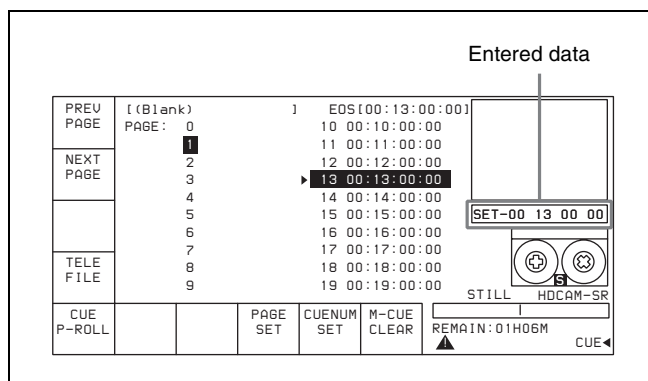 Entered data
PREV PAGE
NEXT PAGE
TELE FILE
[(Blank) ] EOS[00:13:00:00]
PAGE: 0 10 00:10:00:00
1 11 00:11:00:00
2 12 00:12:00:00
3 13 00:13:00:00
4 14 00:14:00:00
5 15 00:15:00:00
6 16 00:16:00:00
7 17 00:17:00:00
8 18 00:18:00:00
9 19 00:19:00:00
SET-00 13 00 00
S
STILL HDCAM-SR
CUE P-ROLL
PAGE SET
CUENUM SET
M-CUE CLEAR
REMAIN:01H06M
CUE